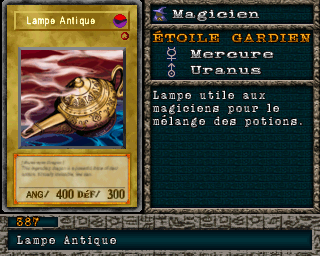 Lampe Antique
ANG/ 400 DÉF/ 300
Magicien
ÉTOILE GARDIEN
Mercure
Uranus
Lampe utile aux
magiciens pour le
mélange des potions.
387
Lampe Antique